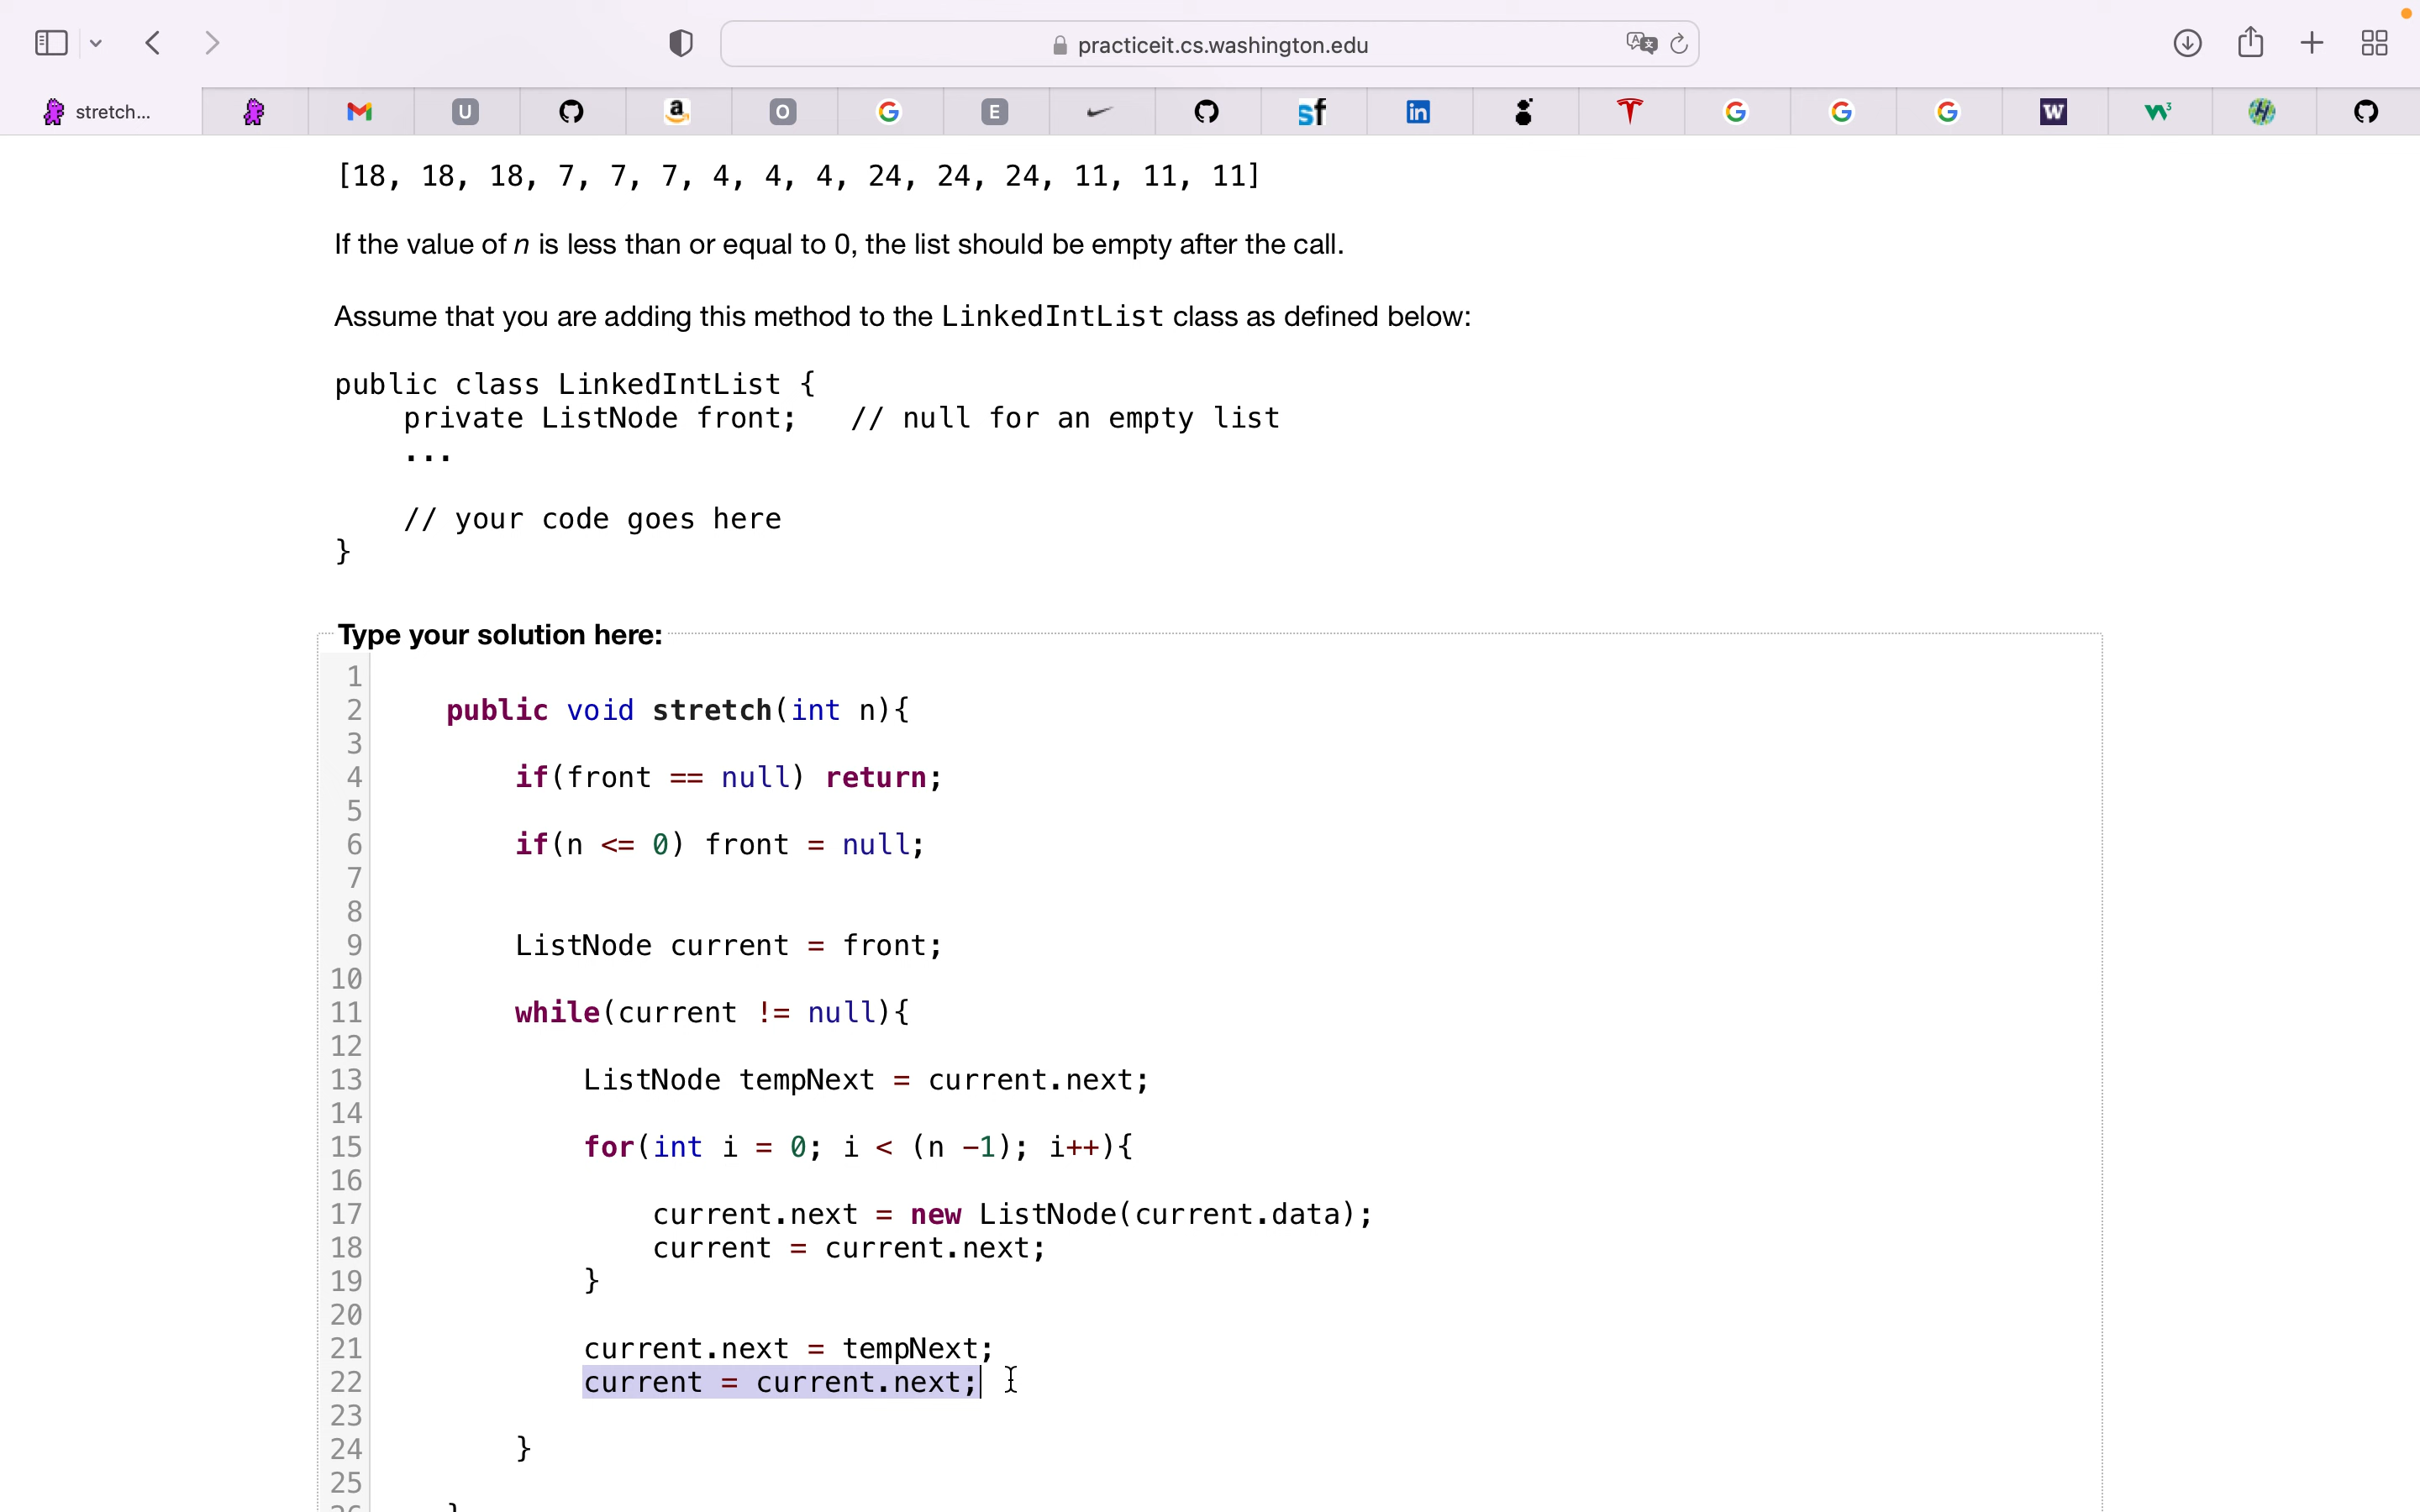 practiceit.cs.washington.edu
stretch...
U
a
O
G
E
sf
in
G
G
G
W
W3
H
[18, 18, 18, 7, 7, 7, 4, 4, 4, 24, 24, 24, 11, 11, 11]
If the value of n is less than or equal to 0, the list should be empty after the call.
Assume that you are adding this method to the LinkedIntList class as defined below:
public class LinkedIntList {
    private ListNode front;   // null for an empty list
    ...
    // your code goes here
}
Type your solution here:
1
2    public void stretch(int n){
3
4        if(front == null) return;
5
6        if(n <= 0) front = null;
7
8
9        ListNode current = front;
10
11        while(current != null){
12
13            ListNode tempNext = current.next;
14
15            for(int i = 0; i < (n -1); i++){
16
17                current.next = new ListNode(current.data);
18                current = current.next;
19            }
20
21            current.next = tempNext;
22            current = current.next;
23
24        }
25